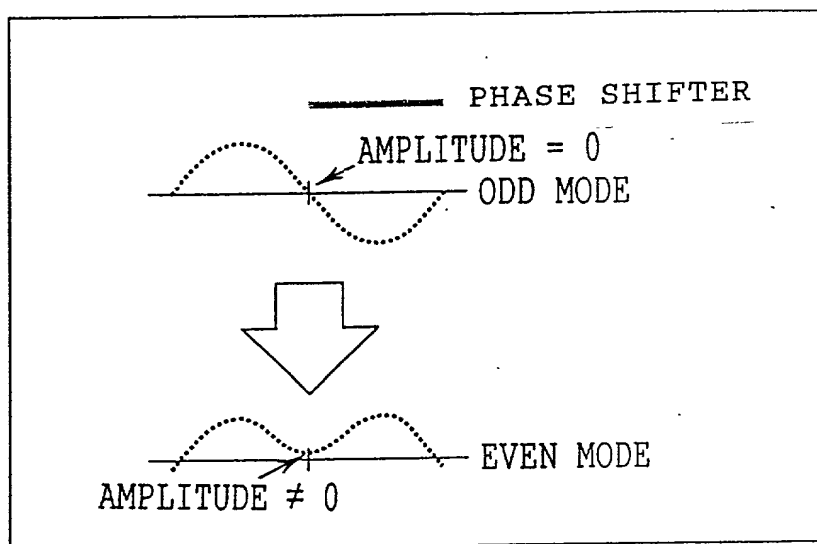 PHASE SHIFTER
AMPLITUDE = 0
ODD MODE
EVEN MODE
AMPLITUDE ≠ 0